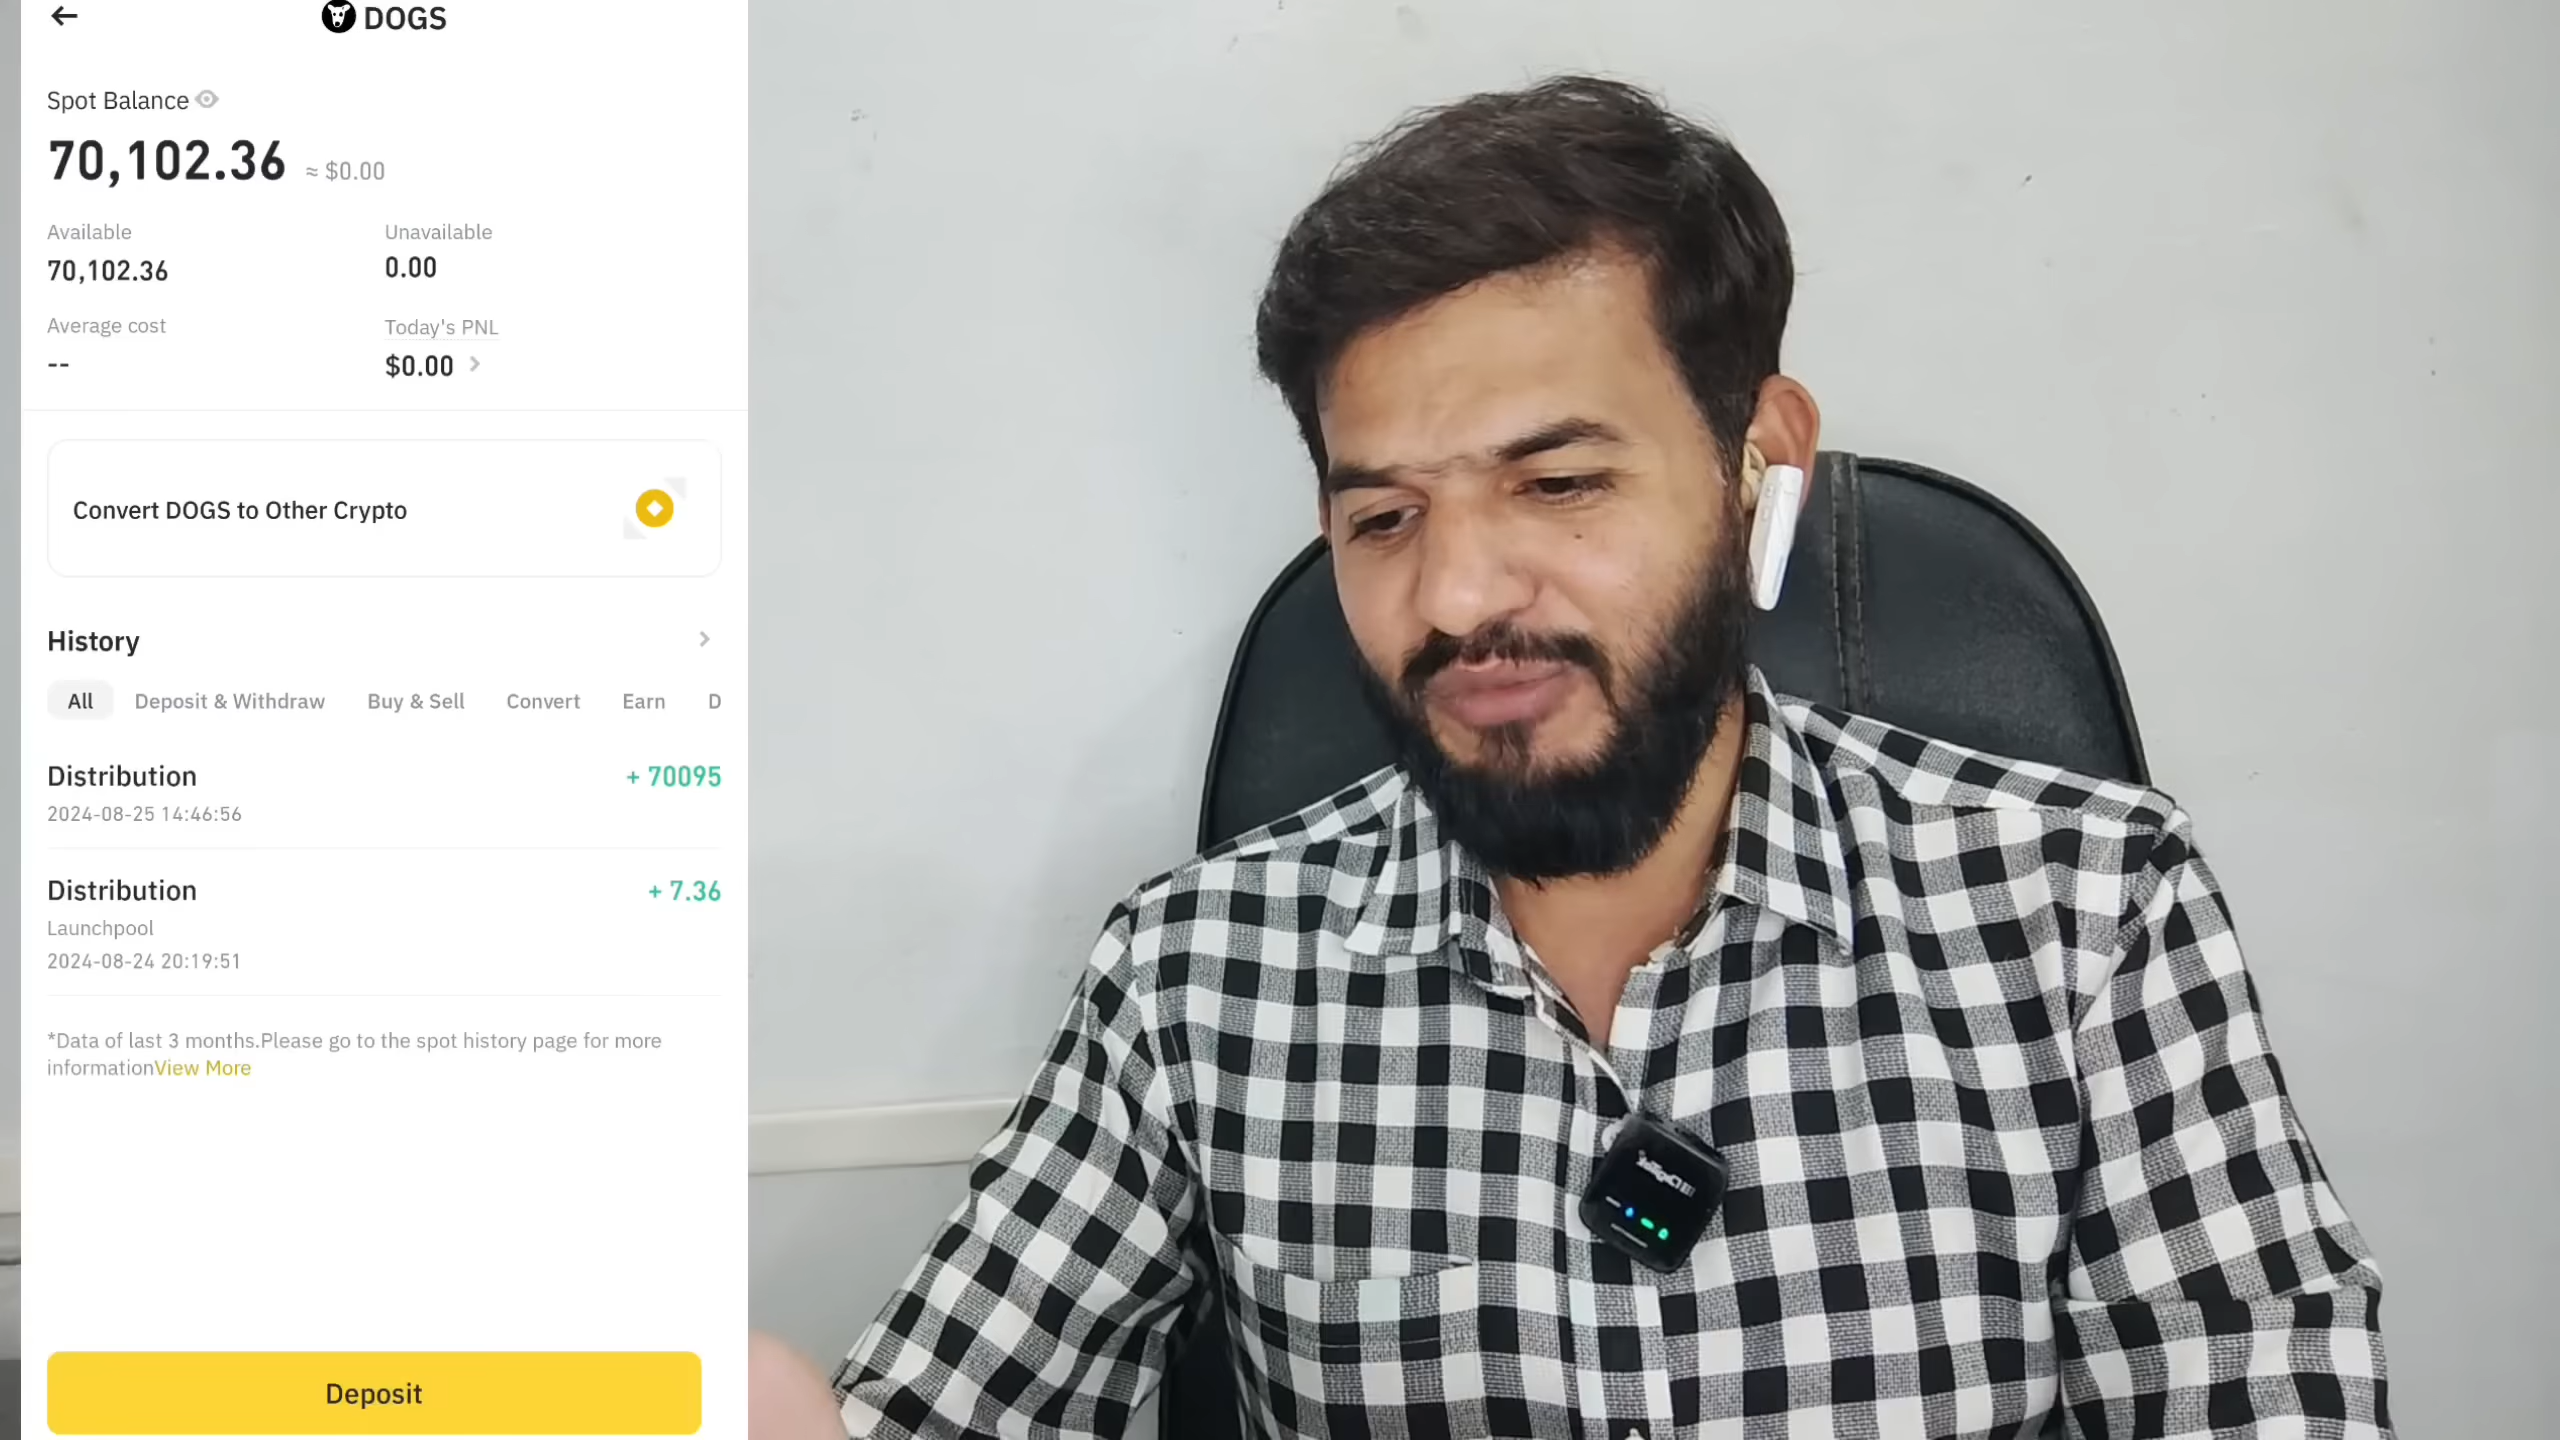 DOGS
Spot Balance
70,102.36 ≈ $0.00
Available Unavailable
70,102.36 0.00
Average cost Today's PNL
-- $0.00
Convert DOGS to Other Crypto
History
All Deposit & Withdraw Buy & Sell Convert Earn D
Distribution + 70095
2024-08-25 14:46:56
Distribution + 7.36
Launchpool
2024-08-24 20:19:51
*Data of last 3 months.Please go to the spot history page for more
informationView More
Deposit